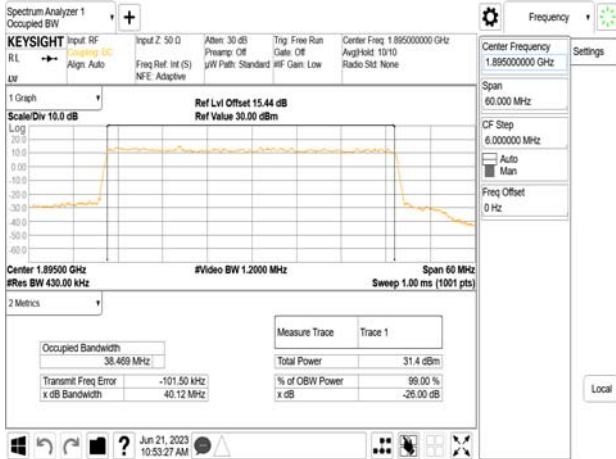 Spectrum Analyzer 1
Occupied BW
+
Frequency
KEYSIGHT
RL
Input: RF
Coupling: DC
Align: Auto
Input Z: 50 Ω
Freq Ref: Int (S)
NFE: Adaptive
Atten: 30 dB
Preamp: Off
µW Path: Standard
Trig: Free Run
Gate: Off
#IF Gain: Low
Center Freq: 1.895000000 GHz
Avg|Hold: 10/10
Radio Std: None
1 Graph
Scale/Div 10.0 dB
Ref Lvl Offset 15.44 dB
Ref Value 30.00 dBm
Log
20.0
10.0
0.00
-10.0
-20.0
-30.0
-40.0
-50.0
-60.0
Center 1.89500 GHz
#Res BW 430.00 kHz
#Video BW 1.2000 MHz
Span 60 MHz
Sweep 1.00 ms (1001 pts)
2 Metrics
Measure Trace
Trace 1
Occupied Bandwidth
38.469 MHz
Total Power
31.4 dBm
Transmit Freq Error
-101.50 kHz
% of OBW Power
99.00 %
x dB Bandwidth
40.12 MHz
x dB
-26.00 dB
Center Frequency
1.895000000 GHz
Settings
Span
60.000 MHz
CF Step
6.000000 MHz
Auto
Man
Freq Offset
0 Hz
Local
?
Jun 21, 2023
10:53:27 AM